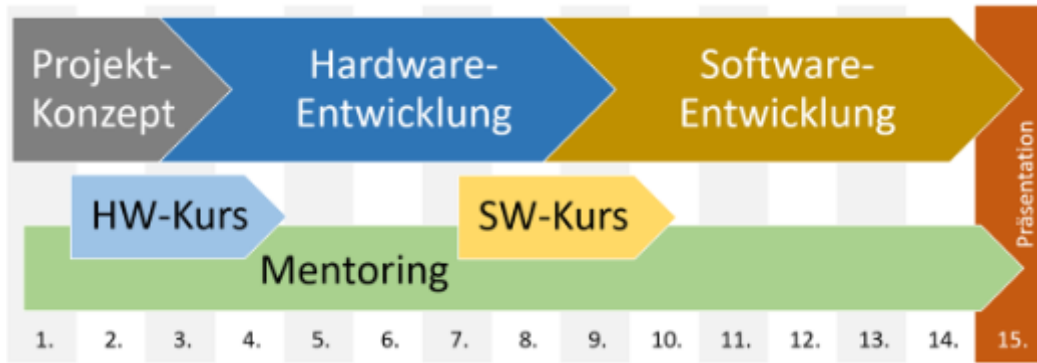 Projekt-
Konzept
Hardware-
Entwicklung
Software-
Entwicklung
Präsentation
HW-Kurs
SW-Kurs
Mentoring
1. 2. 3. 4. 5. 6. 7. 8. 9. 10. 11. 12. 13. 14. 15.